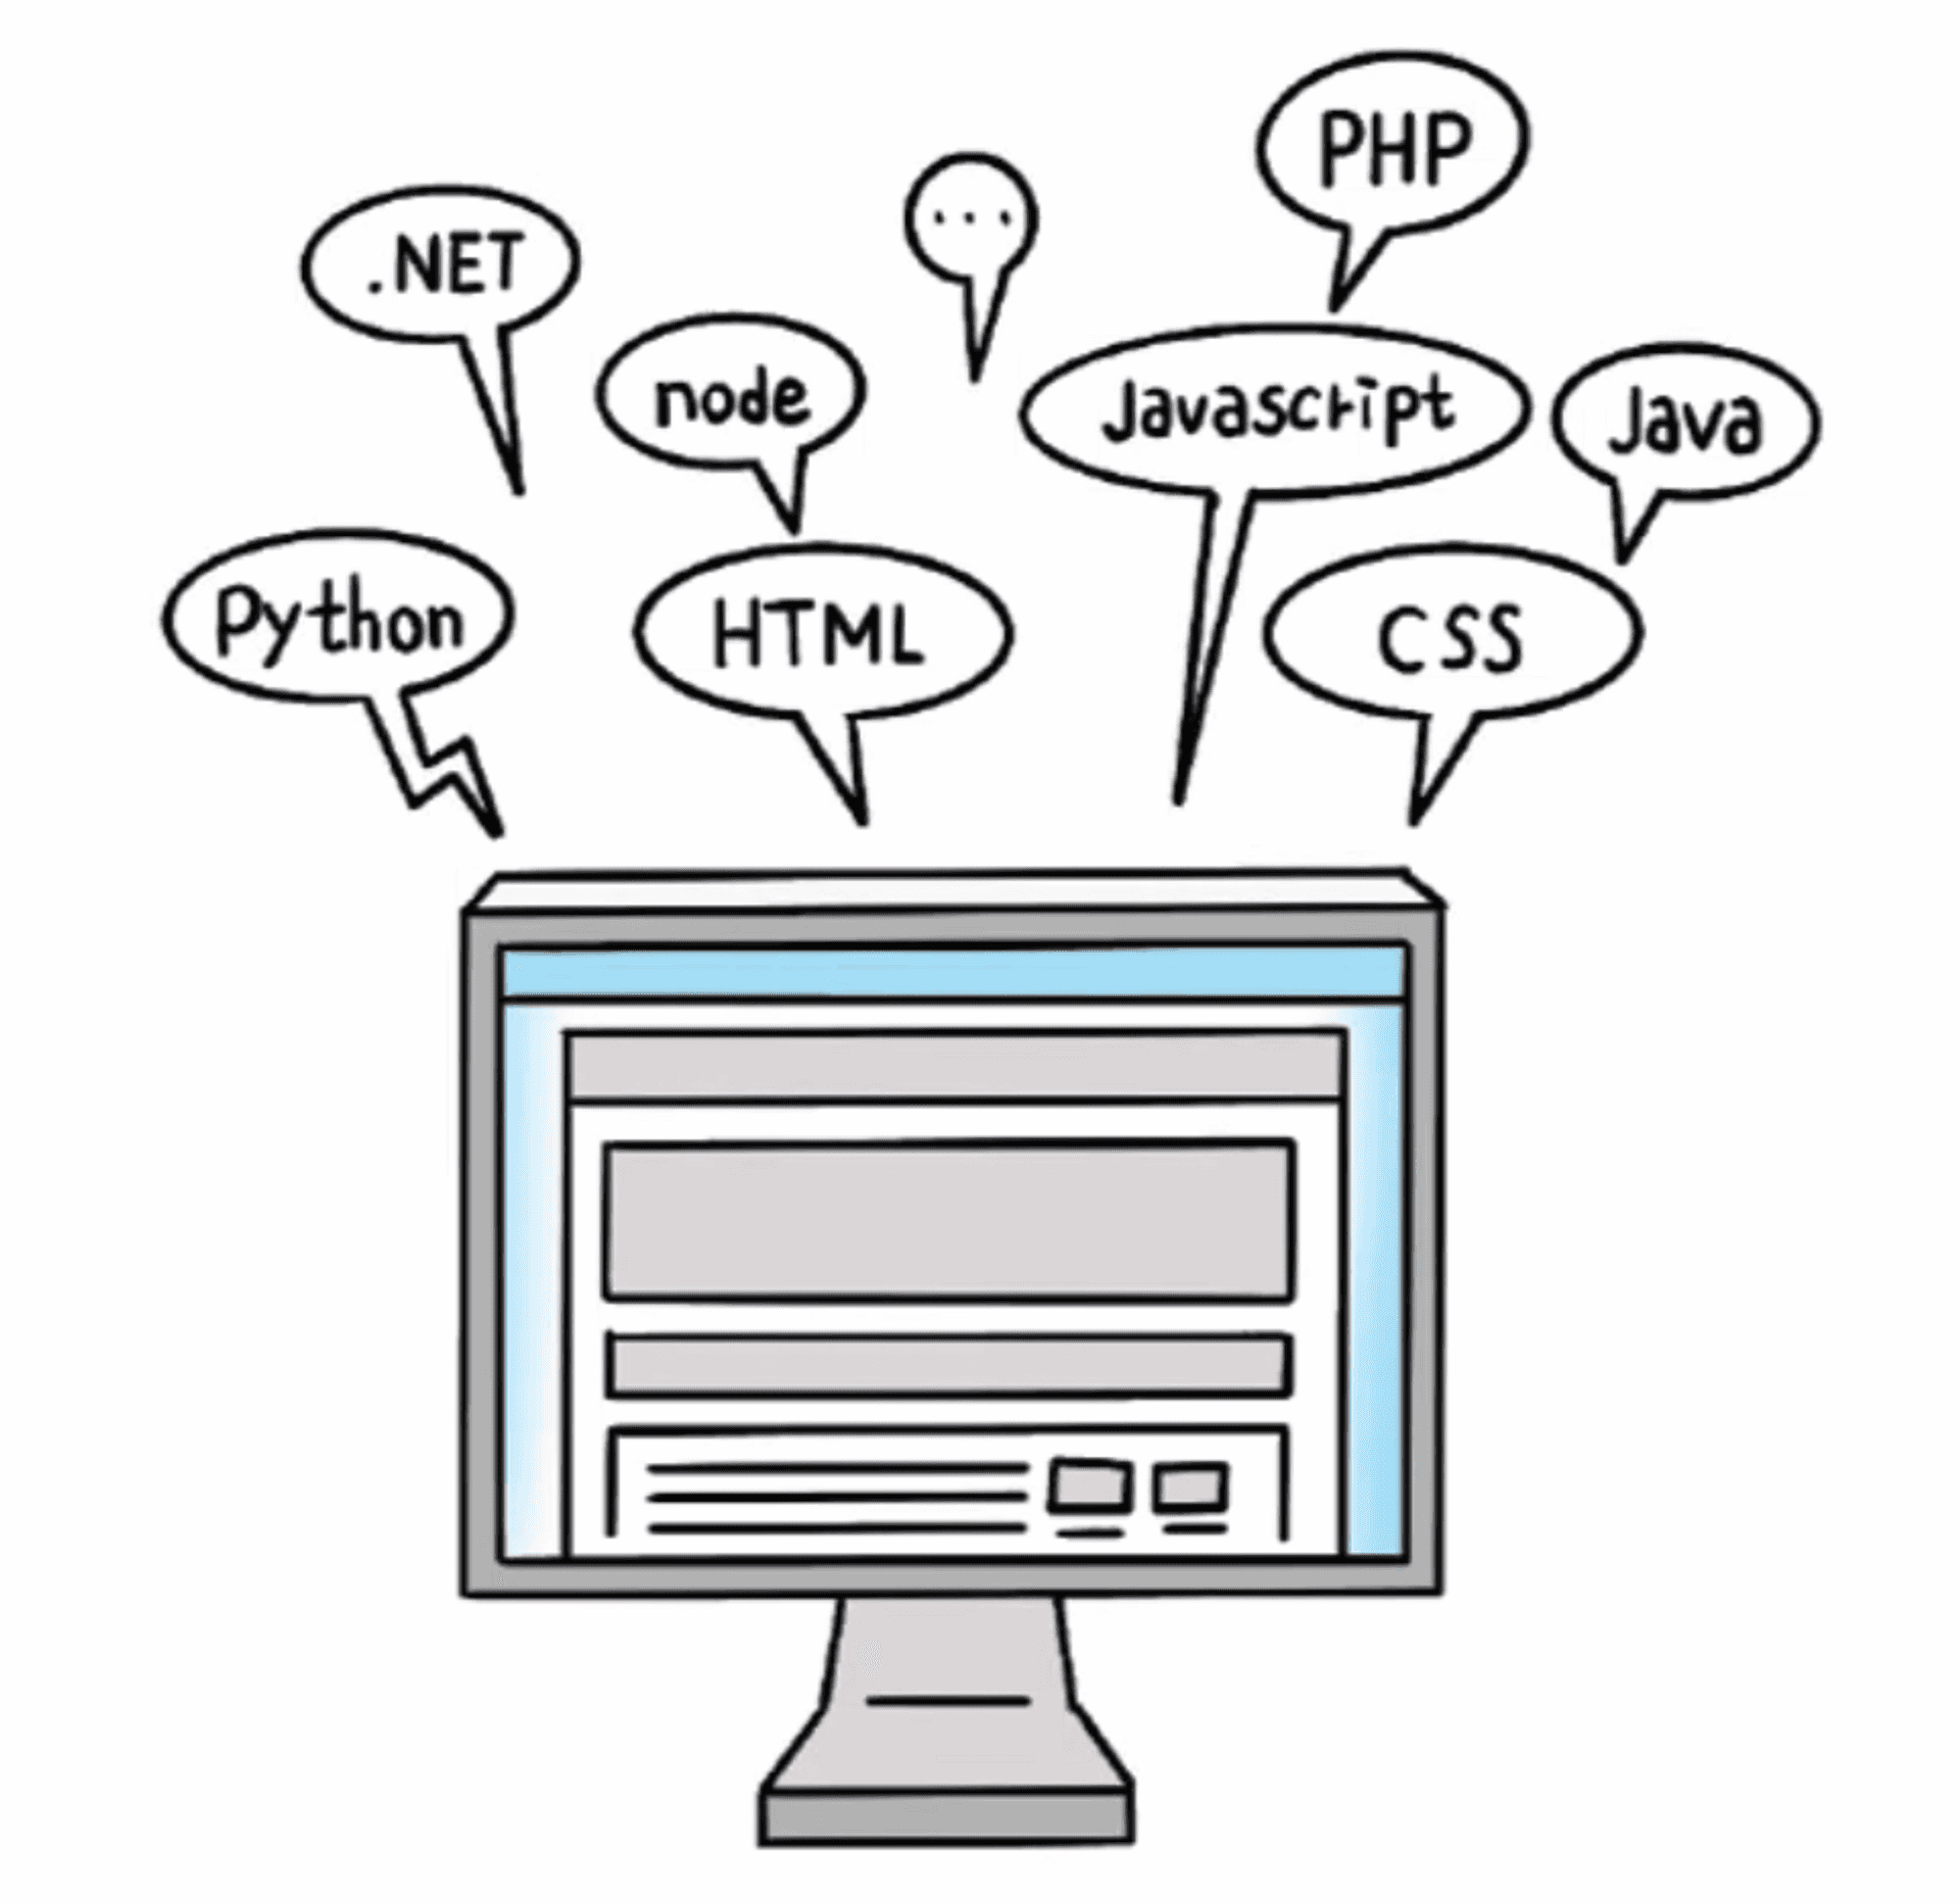 PHP
.NET
...
node
Javascript
Java
Python
HTML
CSS